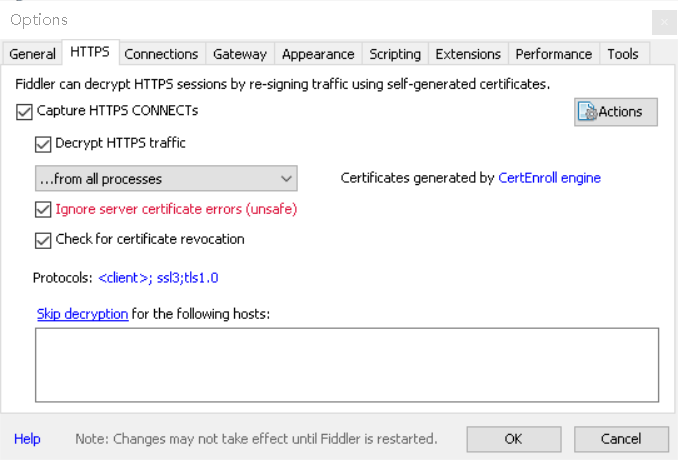 Options
General HTTPS Connections Gateway Appearance Scripting Extensions Performance Tools
Fiddler can decrypt HTTPS sessions by re-signing traffic using self-generated certificates.
Capture HTTPS CONNECTs
Actions
Decrypt HTTPS traffic
...from all processes
Certificates generated by CertEnroll engine
Ignore server certificate errors (unsafe)
Check for certificate revocation
Protocols: <client>; ssl3;tls1.0
Skip decryption for the following hosts:
Help
Note: Changes may not take effect until Fiddler is restarted.
OK
Cancel